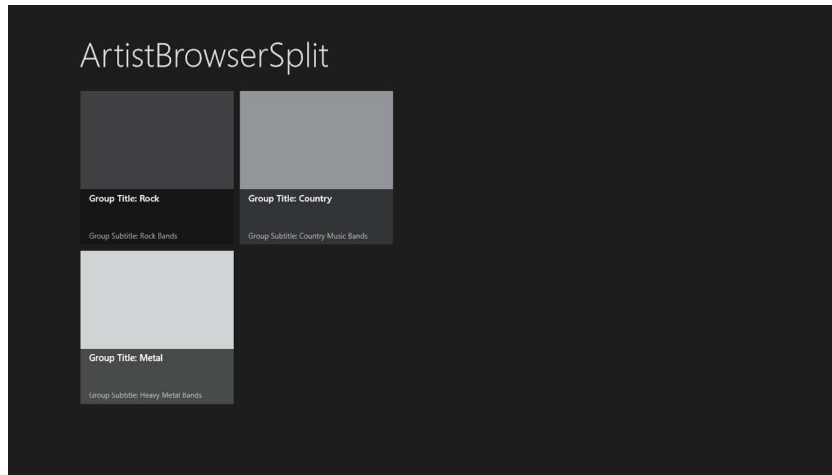 ArtistBrowserSplit
Group Title: Rock
Group Subtitle: Rock Bands
Group Title: Country
Group Subtitle: Country Music Bands
Group Title: Metal
Group Subtitle: Heavy Metal Bands